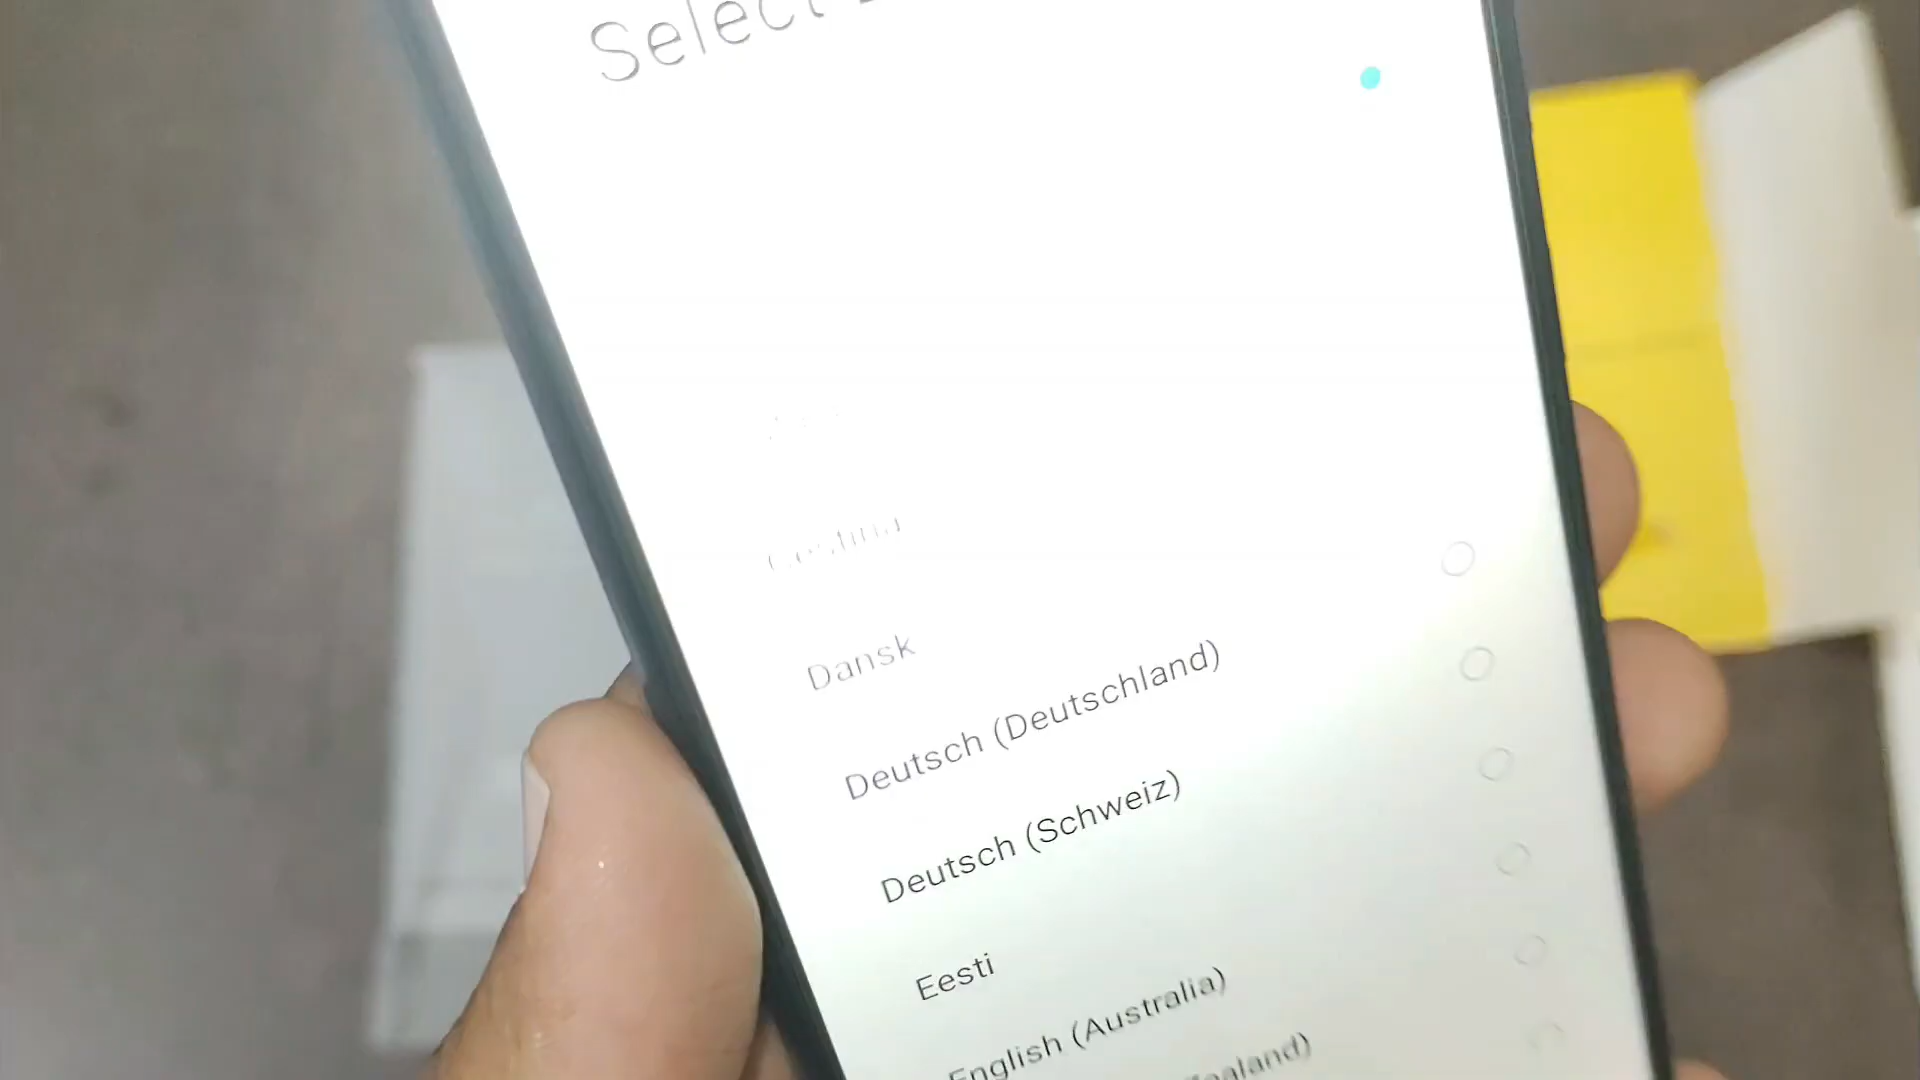 Select
Dansk
Deutsch (Deutschland)
Deutsch (Schweiz)
Eesti
English (Australia)